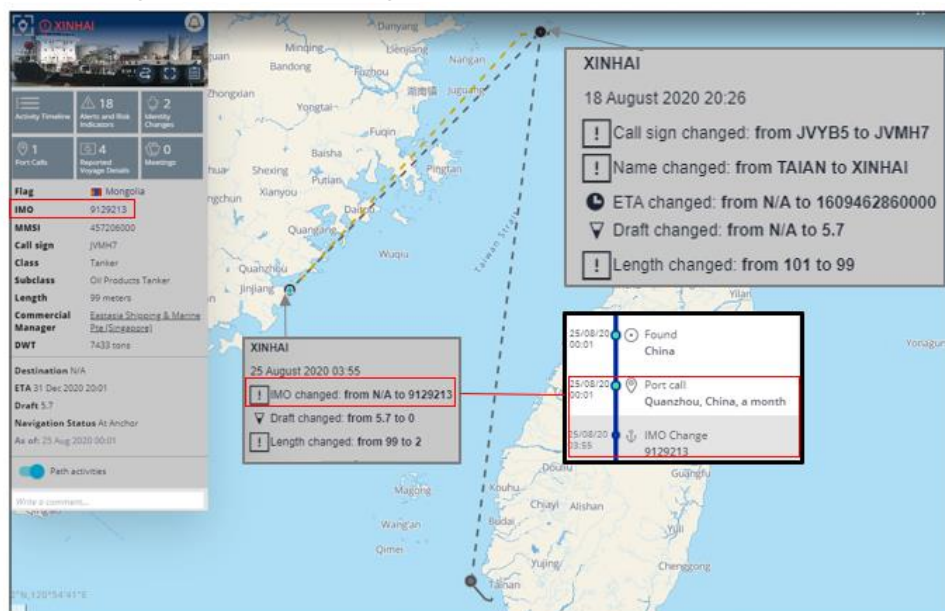 XINHAI
Activity Timeline
18
Alerts and Risk Indicators
2
Identity Changes
1
Port Calls
4
Reported Voyage Details
0
Meetings
Flag Mongolia
IMO 9129213
MMSI 457206000
Call sign JVMH7
Class Tanker
Subclass Oil Products Tanker
Length 99 meters
Commercial Manager Eastasia Shipping & Marine Pte (Singapore)
DWT 7433 tons
Destination N/A
ETA 31 Dec 2020 20:01
Draft 5.7
Navigation Status At Anchor
As of: 25 Aug 2020 00:01
Path activities
Write a comment...
Danyang
Minqing
Lienjiang
Bandong
Fuzhou
Nangan
Yongtai
Fuqin
Baisha
Shexing
Putian
Pingtan
Xianyou
Daitou
Quangang
Wuqiu
Quanzhou
Jinjiang
Taiwan Strait
Yilan
Yonagun
XINHAI
18 August 2020 20:26
! Call sign changed: from JVYB5 to JVMH7
! Name changed: from TAIAN to XINHAI
ETA changed: from N/A to 1609462860000
Draft changed: from N/A to 5.7
! Length changed: from 101 to 99
XINHAI
25 August 2020 03:55
! IMO changed: from N/A to 9129213
Draft changed: from 5.7 to 0
! Length changed: from 99 to 2
25/08/20 00:01 Found
China
25/08/20 00:01 Port call
Quanzhou, China, a month
25/08/20 03:55 IMO Change
9129213
Douliu
Guangfu
Magong
Kouhu
Chiayi
Alishan
Wang'an
Budai
Yuli
Qimei
Yujing
Chenggong
Tainan